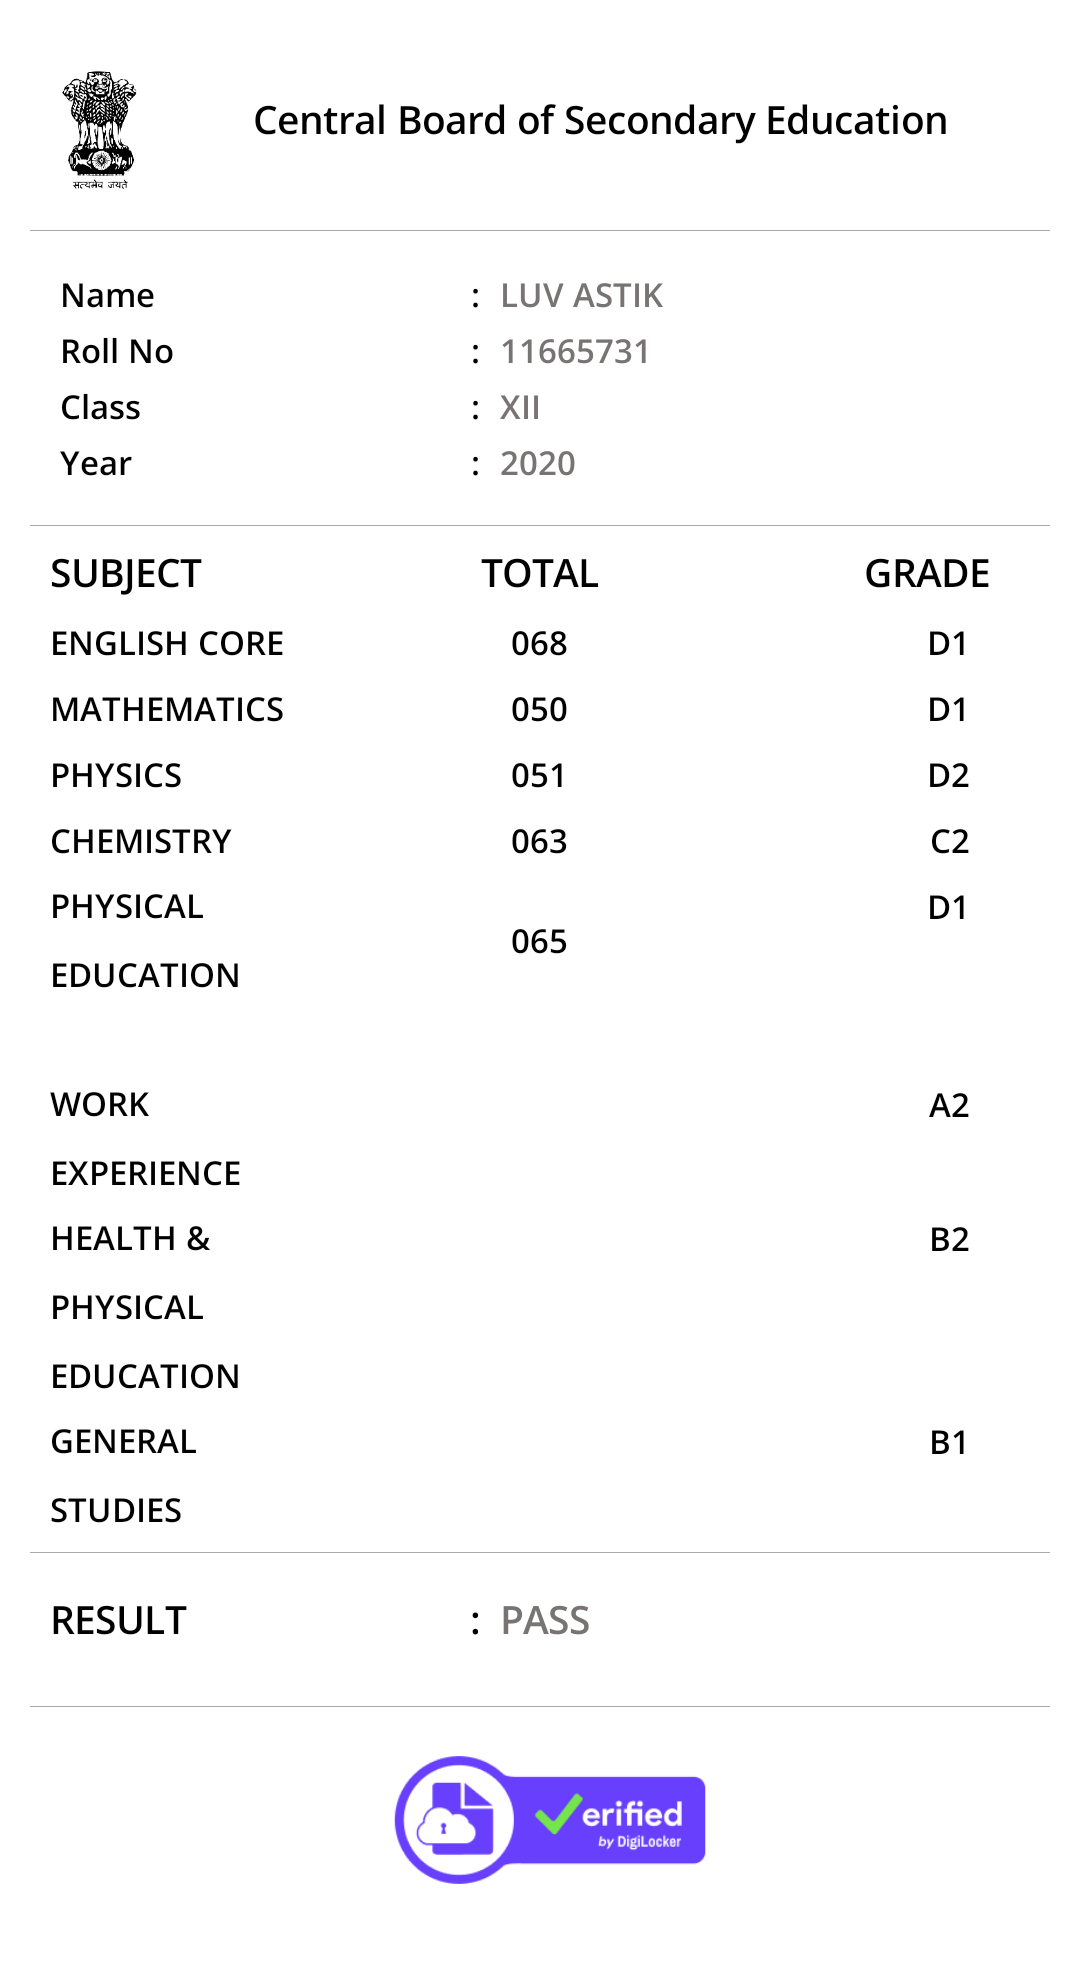 सत्यमेव जयते
Central Board of Secondary Education
Name : LUV ASTIK
Roll No : 11665731
Class : XII
Year : 2020
SUBJECT TOTAL GRADE
ENGLISH CORE 068 D1
MATHEMATICS 050 D1
PHYSICS 051 D2
CHEMISTRY 063 C2
PHYSICAL D1
065
EDUCATION
WORK A2
EXPERIENCE
HEALTH & B2
PHYSICAL
EDUCATION
GENERAL B1
STUDIES
RESULT : PASS
Verified
by DigiLocker